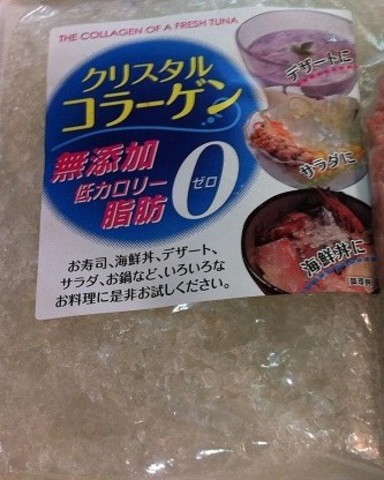 THE COLLAGEN OF A FRESH TUNA
クリスタル
コラーゲン
無添加
低カロリー
脂肪
0
ゼロ
デザートに
サラダに
海鮮丼に
お寿司、海鮮丼、デザート、
サラダ、お鍋など、いろいろな
お料理に是非お試しください。